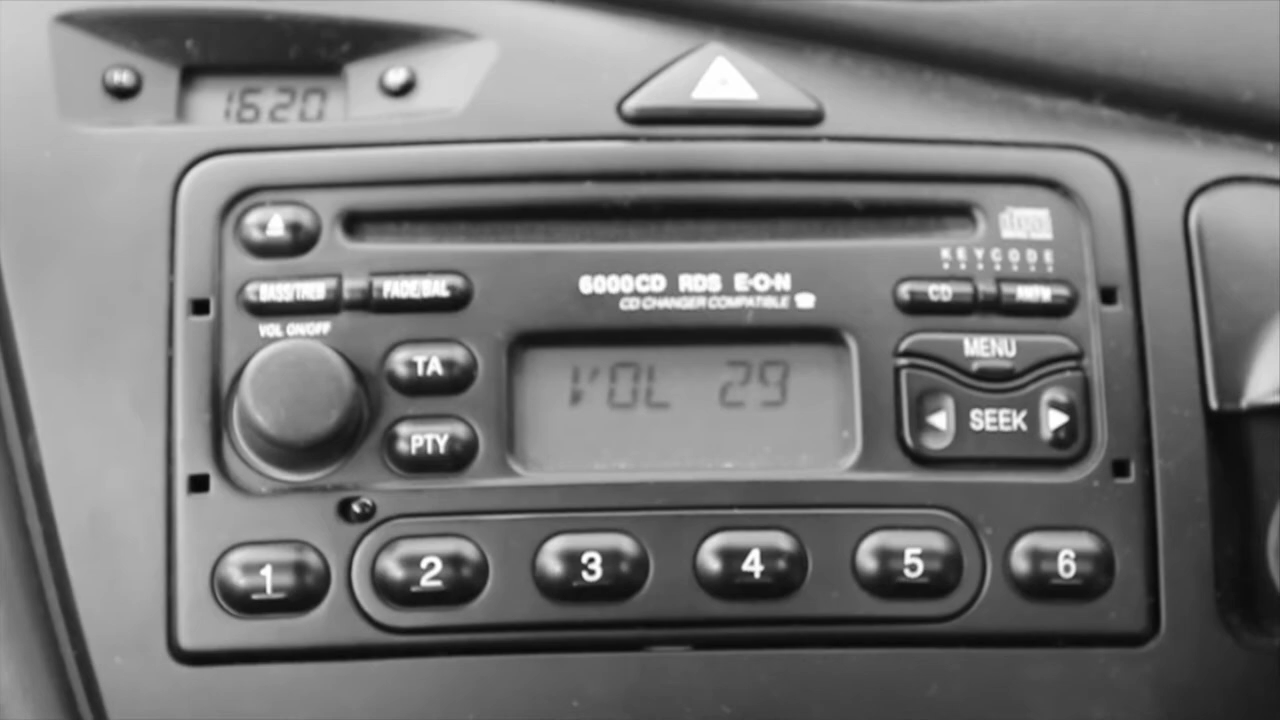 H M
1620
KEYCODE
BASS/TREB FADE/BAL
6000CD RDS E·O·N
CD CHANGER COMPATIBLE
CD AM/FM
VOL ON/OFF
TA
VOL 29
MENU
SEEK
PTY
1 2 3 4 5 6